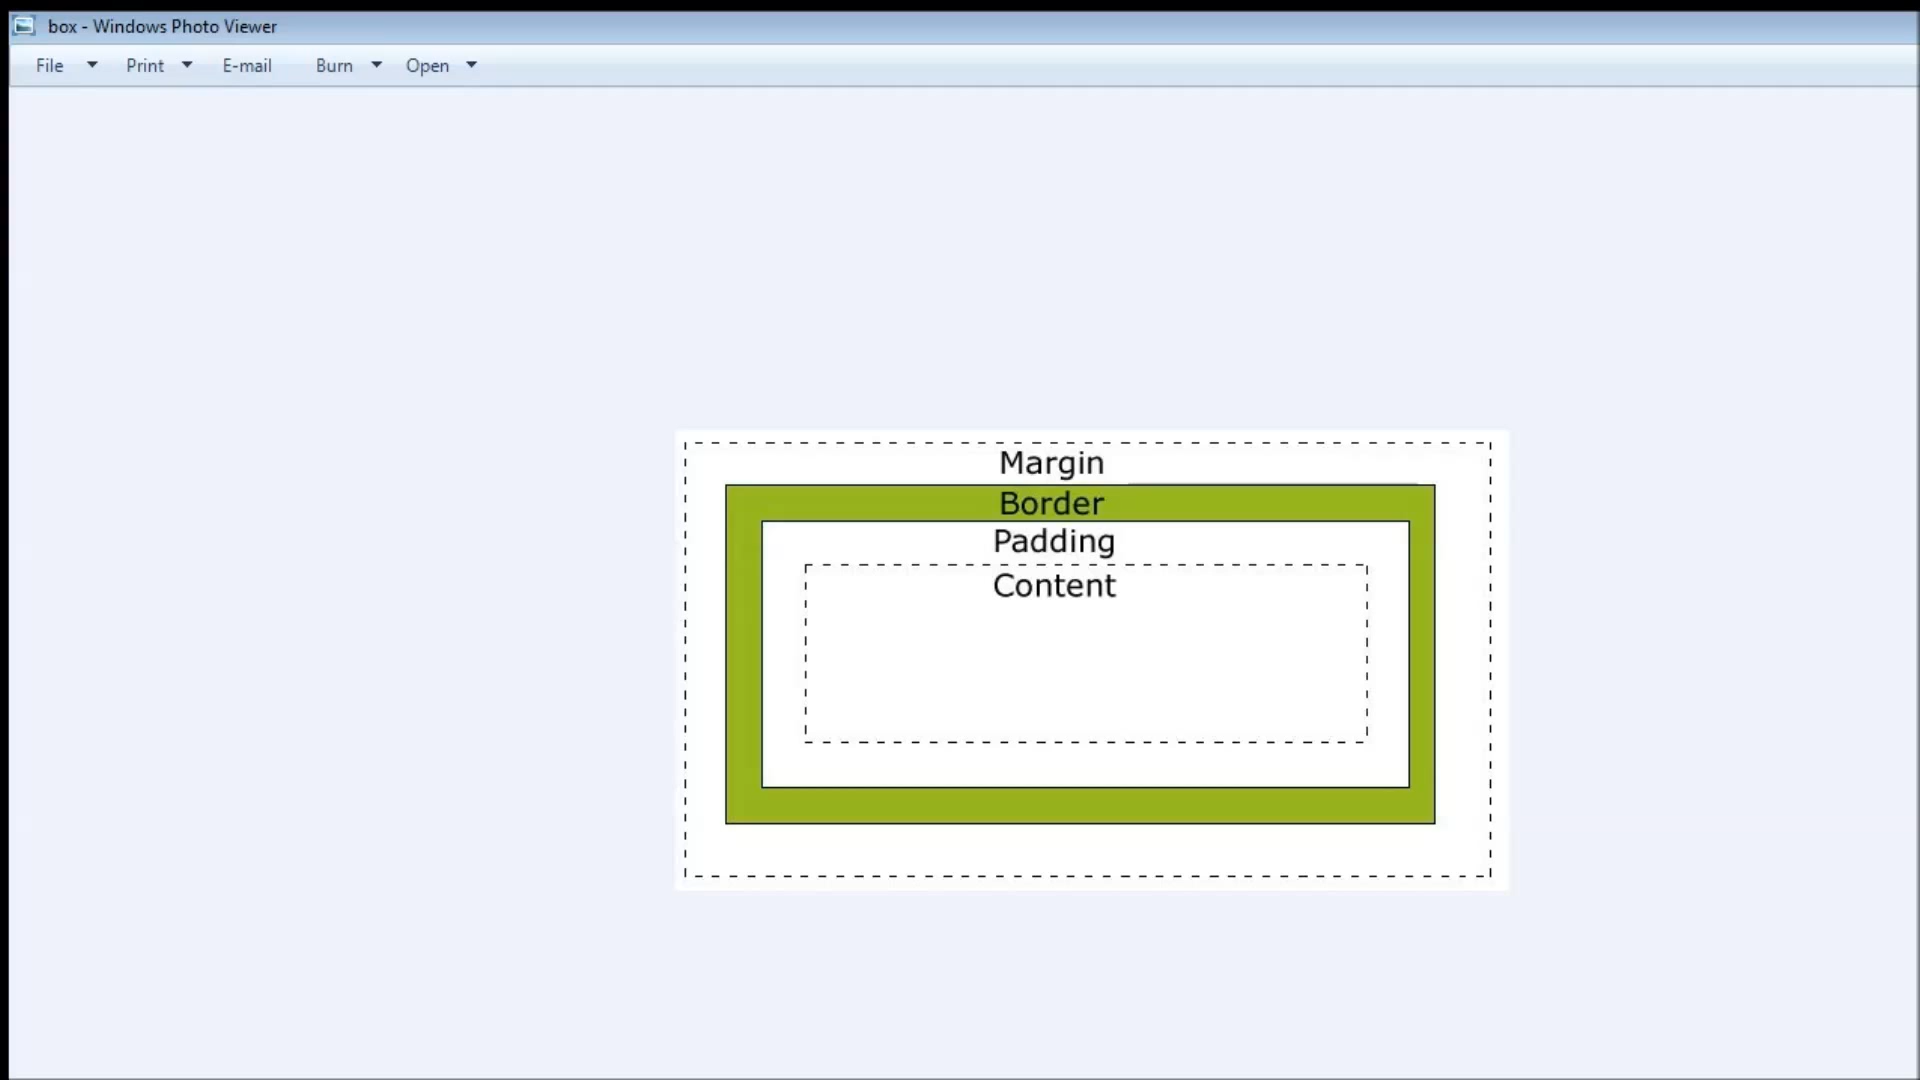 box - Windows Photo Viewer
File Print E-mail Burn Open
Margin
Border
Padding
Content